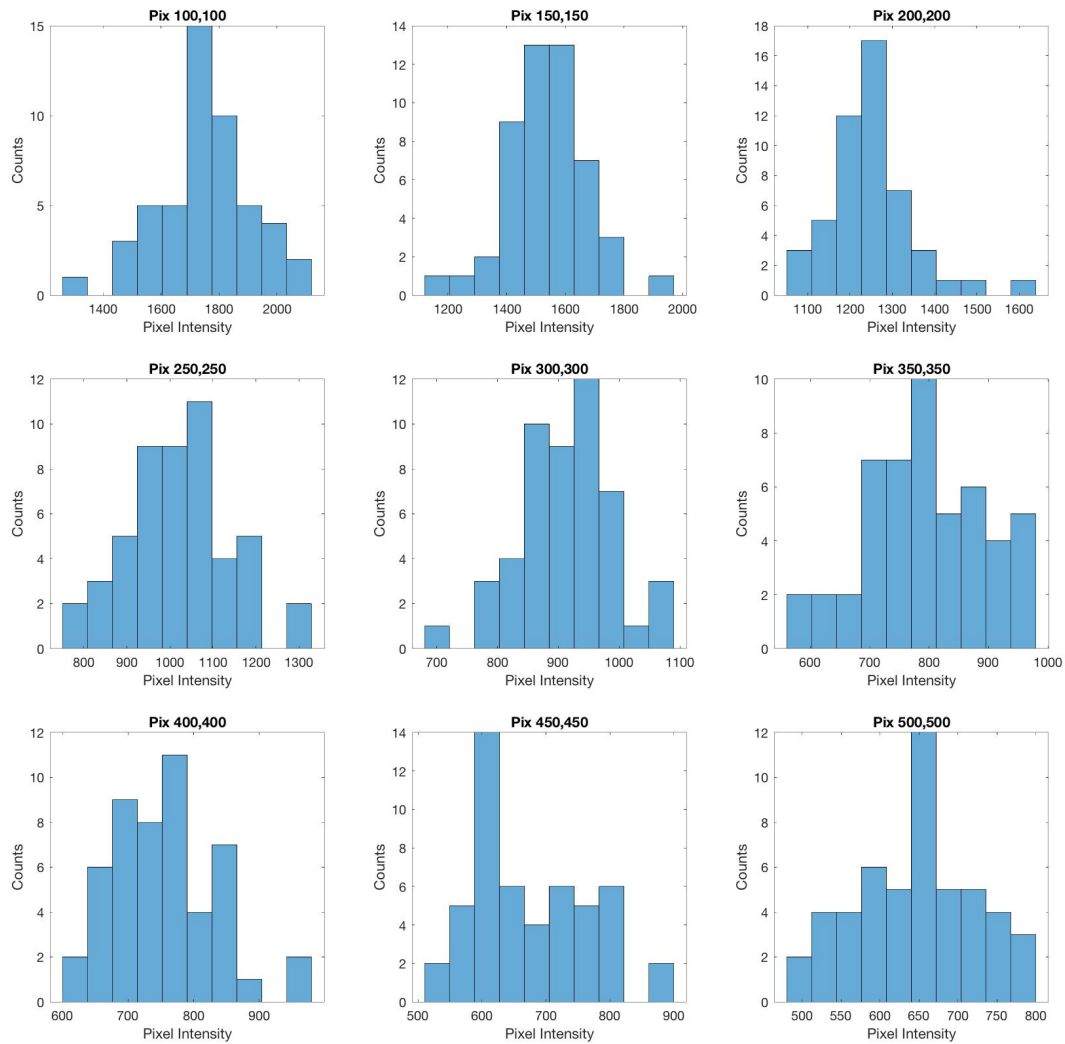 Pix 100,100
15
10
5
0
Counts
1400 1600 1800 2000
Pixel Intensity
Pix 150,150
14
12
10
8
6
4
2
0
Counts
1200 1400 1600 1800 2000
Pixel Intensity
Pix 200,200
18
16
14
12
10
8
6
4
2
0
Counts
1100 1200 1300 1400 1500 1600
Pixel Intensity
Pix 250,250
12
10
8
6
4
2
0
Counts
800 900 1000 1100 1200 1300
Pixel Intensity
Pix 300,300
12
10
8
6
4
2
0
Counts
700 800 900 1000 1100
Pixel Intensity
Pix 350,350
10
8
6
4
2
0
Counts
600 700 800 900 1000
Pixel Intensity
Pix 400,400
12
10
8
6
4
2
0
Counts
600 700 800 900
Pixel Intensity
Pix 450,450
14
12
10
8
6
4
2
0
Counts
500 600 700 800 900
Pixel Intensity
Pix 500,500
12
10
8
6
4
2
0
Counts
500 550 600 650 700 750 800
Pixel Intensity